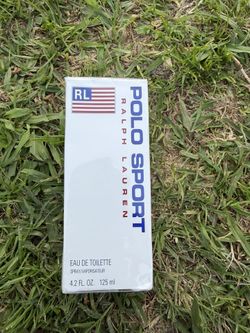 RL
POLO SPORT
RALPH LAUREN
EAU DE TOILETTE
SPRAY/VAPORISATEUR
4.2 FL. OZ. 125 ml